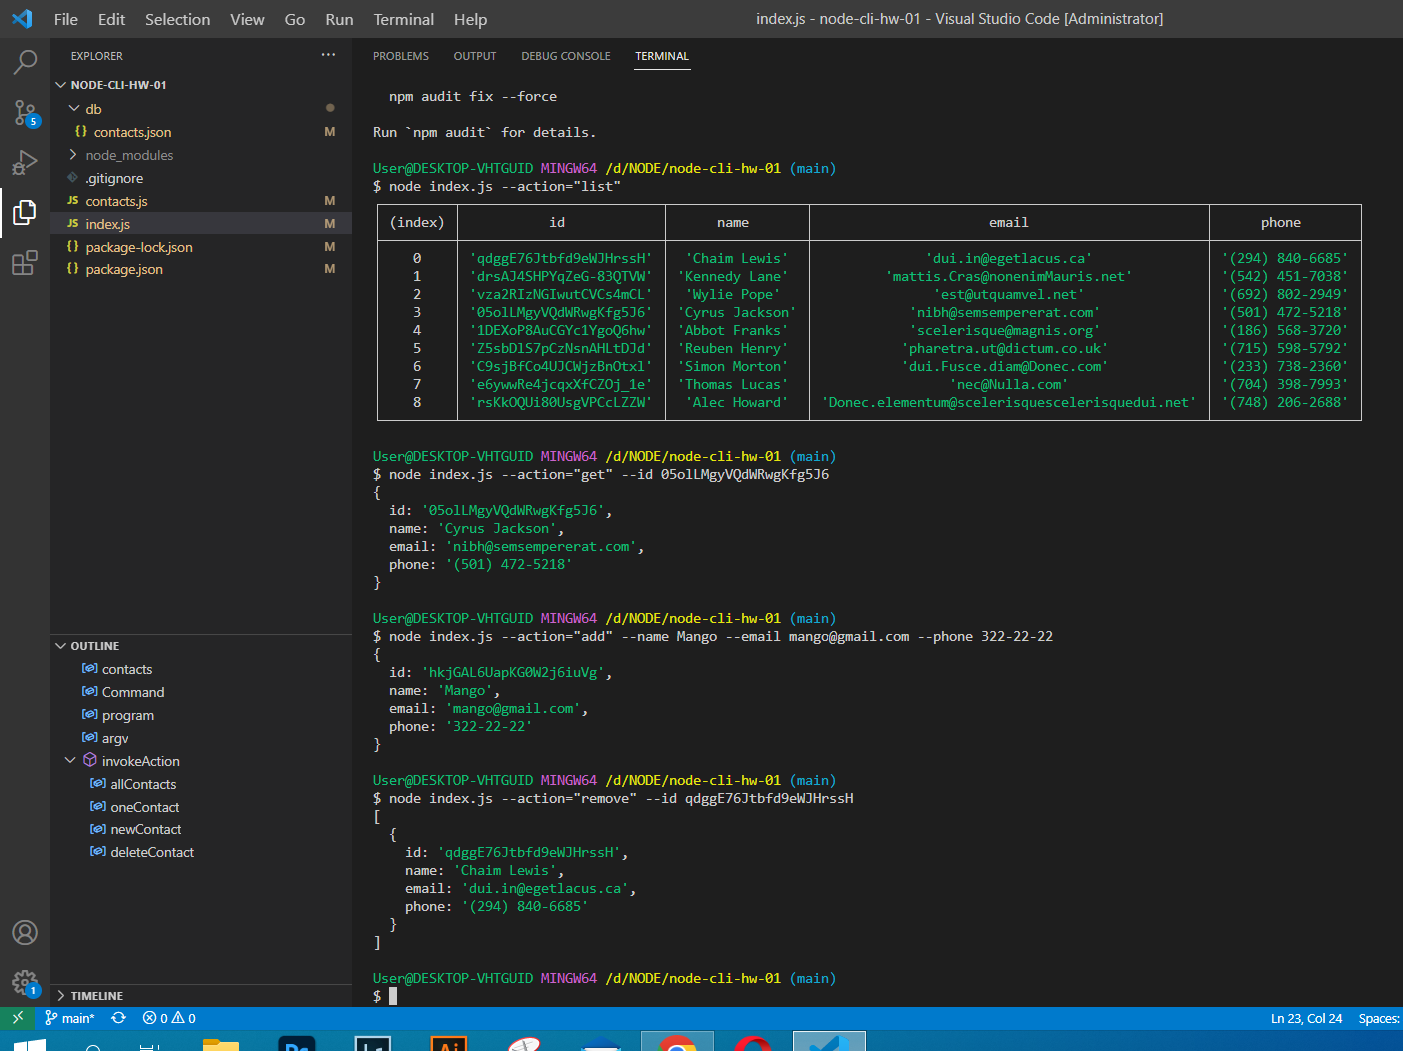 File Edit Selection View Go Run Terminal Help
index.js - node-cli-hw-01 - Visual Studio Code [Administrator]
EXPLORER
NODE-CLI-HW-01
db
{} contacts.json M
node_modules
.gitignore
JS contacts.js M
JS index.js M
{} package-lock.json M
{} package.json M
5
OUTLINE
contacts
Command
program
argv
invokeAction
allContacts
oneContact
newContact
deleteContact
TIMELINE
1
PROBLEMS OUTPUT DEBUG CONSOLE TERMINAL
npm audit fix --force
Run `npm audit` for details.
User@DESKTOP-VHTGUID MINGW64 /d/NODE/node-cli-hw-01 (main)
$ node index.js --action="list"
(index) id name email phone
0 'qdggE76Jtbfd9eWJHrssH' 'Chaim Lewis' 'dui.in@egetlacus.ca' '(294) 840-6685'
1 'drsAJ4SHPYqZeG-83QTVW' 'Kennedy Lane' 'mattis.Cras@nonenimMauris.net' '(542) 451-7038'
2 'vza2RIzNGIwutCVCs4mCL' 'Wylie Pope' 'est@utquamvel.net' '(692) 802-2949'
3 '05olLMgyVQdWRwgKfg5J6' 'Cyrus Jackson' 'nibh@semsempererat.com' '(501) 472-5218'
4 '1DEXoP8AuCGYc1YgoQ6hw' 'Abbot Franks' 'scelerisque@magnis.org' '(186) 568-3720'
5 'Z5sbDlS7pCzNsnAHLtDJd' 'Reuben Henry' 'pharetra.ut@dictum.co.uk' '(715) 598-5792'
6 'C9sjBfCo4UJCWjzBnOtxl' 'Simon Morton' 'dui.Fusce.diam@Donec.com' '(233) 738-2360'
7 'e6ywwRe4jcqxXfCZOj_1e' 'Thomas Lucas' 'nec@Nulla.com' '(704) 398-7993'
8 'rsKkOQUi80UsgVPCcLZZW' 'Alec Howard' 'Donec.elementum@scelerisquescelerisquedui.net' '(748) 206-2688'
User@DESKTOP-VHTGUID MINGW64 /d/NODE/node-cli-hw-01 (main)
$ node index.js --action="get" --id 05olLMgyVQdWRwgKfg5J6
{
id: '05olLMgyVQdWRwgKfg5J6',
name: 'Cyrus Jackson',
email: 'nibh@semsempererat.com',
phone: '(501) 472-5218'
}
User@DESKTOP-VHTGUID MINGW64 /d/NODE/node-cli-hw-01 (main)
$ node index.js --action="add" --name Mango --email mango@gmail.com --phone 322-22-22
{
id: 'hkjGAL6UapKG0W2j6iuVg',
name: 'Mango',
email: 'mango@gmail.com',
phone: '322-22-22'
}
User@DESKTOP-VHTGUID MINGW64 /d/NODE/node-cli-hw-01 (main)
$ node index.js --action="remove" --id qdggE76Jtbfd9eWJHrssH
[
{
id: 'qdggE76Jtbfd9eWJHrssH',
name: 'Chaim Lewis',
email: 'dui.in@egetlacus.ca',
phone: '(294) 840-6685'
}
]
User@DESKTOP-VHTGUID MINGW64 /d/NODE/node-cli-hw-01 (main)
$
main* 0 0 Ln 23, Col 24 Spaces: